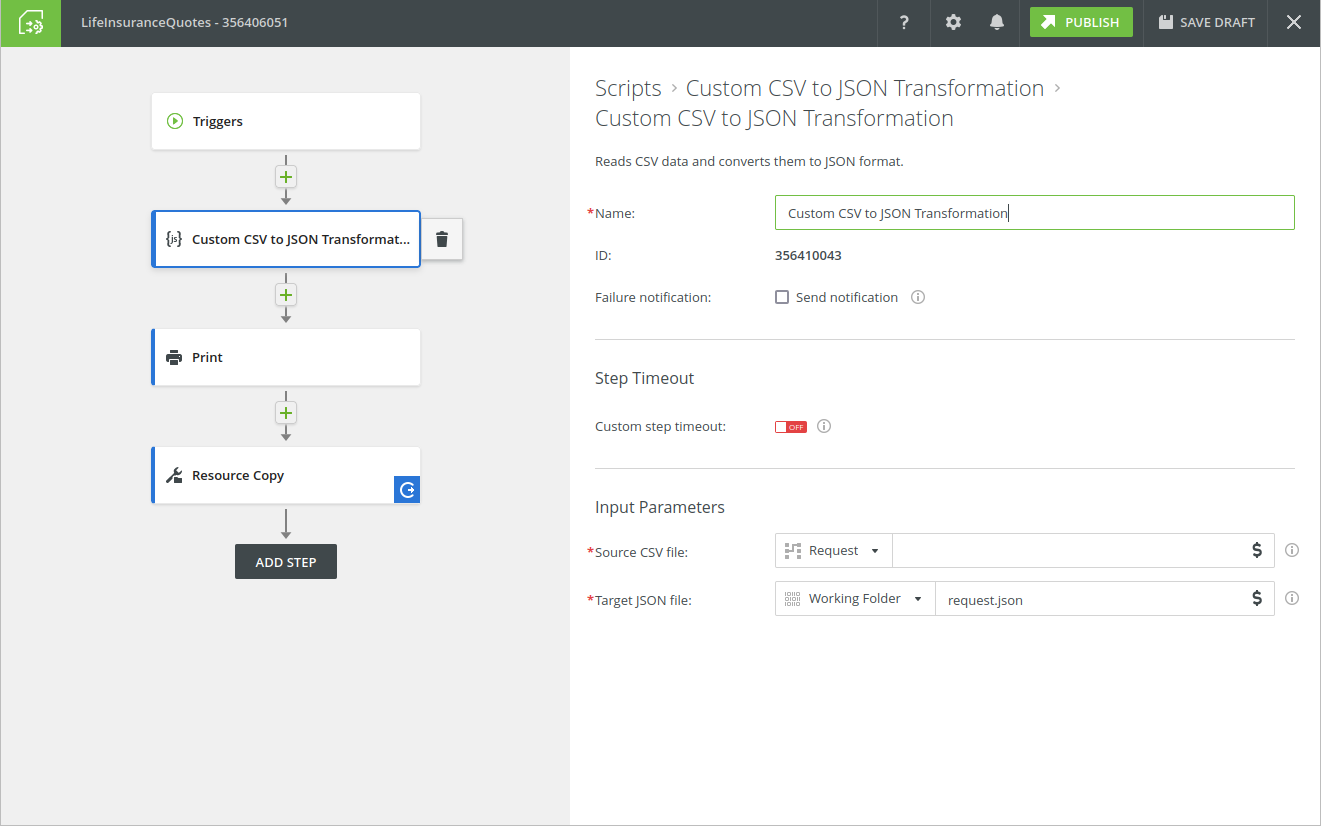 LifeInsuranceQuotes - 356406051
?
PUBLISH
SAVE DRAFT
Triggers
{js}
Custom CSV to JSON Transformat...
Print
Resource Copy
ADD STEP
Scripts › Custom CSV to JSON Transformation ›
Custom CSV to JSON Transformation
Reads CSV data and converts them to JSON format.
*Name:
Custom CSV to JSON Transformation
ID:
356410043
Failure notification:
Send notification
Step Timeout
Custom step timeout:
OFF
Input Parameters
*Source CSV file:
Request
$
*Target JSON file:
Working Folder
request.json
$